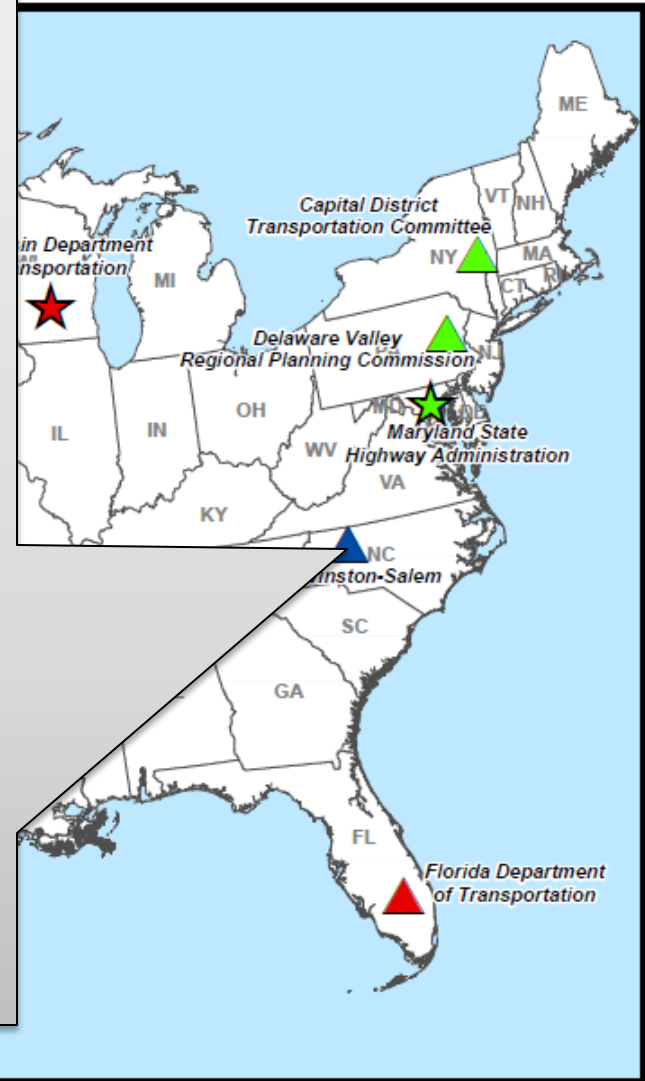 ME
Capital District
Transportation Committee
VT
NH
NY
MA
CT
in Department
nsportation
MI
Delaware Valley
Regional Planning Commission
NJ
OH
IN
IL
MD
DE
Maryland State
Highway Administration
WV
VA
KY
NC
inston-Salem
SC
GA
FL
Florida Department
of Transportation